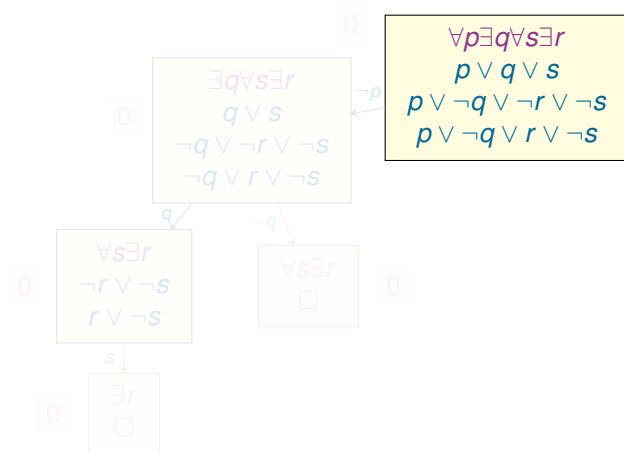 0
∀p∃q∀s∃r
p ∨ q ∨ s
p ∨ ¬q ∨ ¬r ∨ ¬s
p ∨ ¬q ∨ r ∨ ¬s
¬p
0
∃q∀s∃r
q ∨ s
¬q ∨ ¬r ∨ ¬s
¬q ∨ r ∨ ¬s
q
¬q
0
∀s∃r
¬r ∨ ¬s
r ∨ ¬s
∀s∃r
□
0
s
0
∃r
□